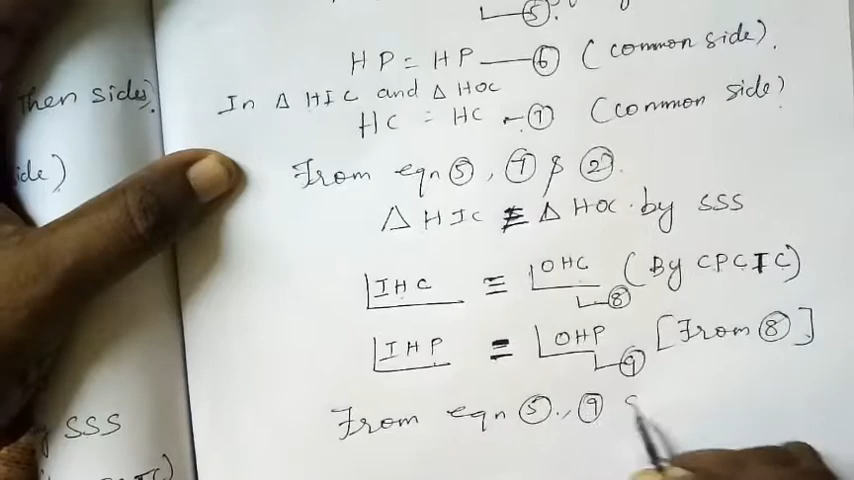 Then sides).
ide)
SSS
⑤.
HP = HP —— ⑥ (common side).
In Δ HIC and Δ HOC
HC = HC — ⑦ (common side)
From eqn ⑤, ⑦ & ②.
Δ HIC ≡ Δ HOC . by SSS
IHC ≡ OHC (By CPCTC)
⑧
IHP ≡ OHP [From ⑧]
⑨
From eqn ⑤., ⑨